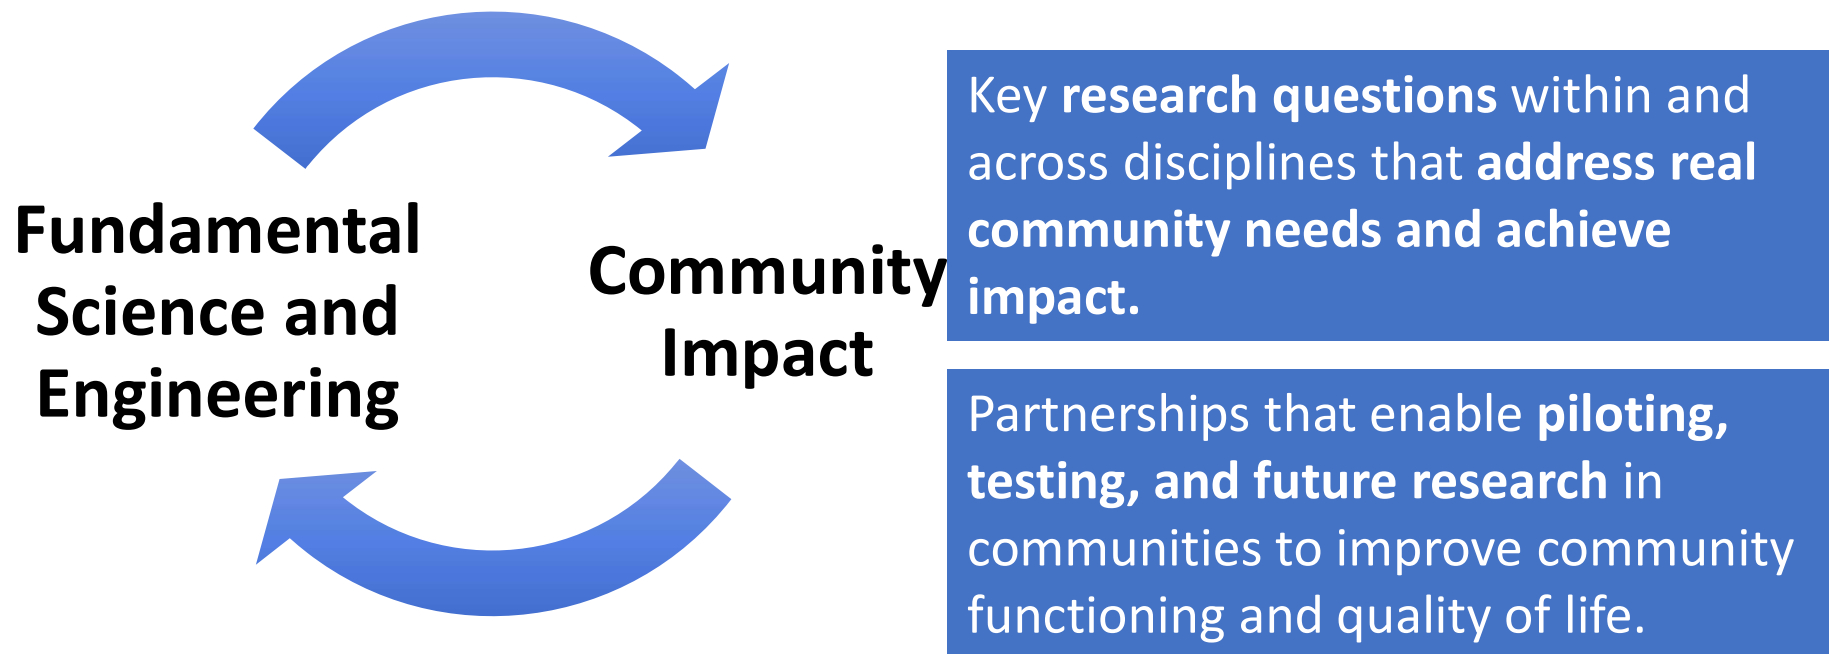 Fundamental
Science and
Engineering
Community
Impact
Key research questions within and
across disciplines that address real
community needs and achieve
impact.
Partnerships that enable piloting,
testing, and future research in
communities to improve community
functioning and quality of life.